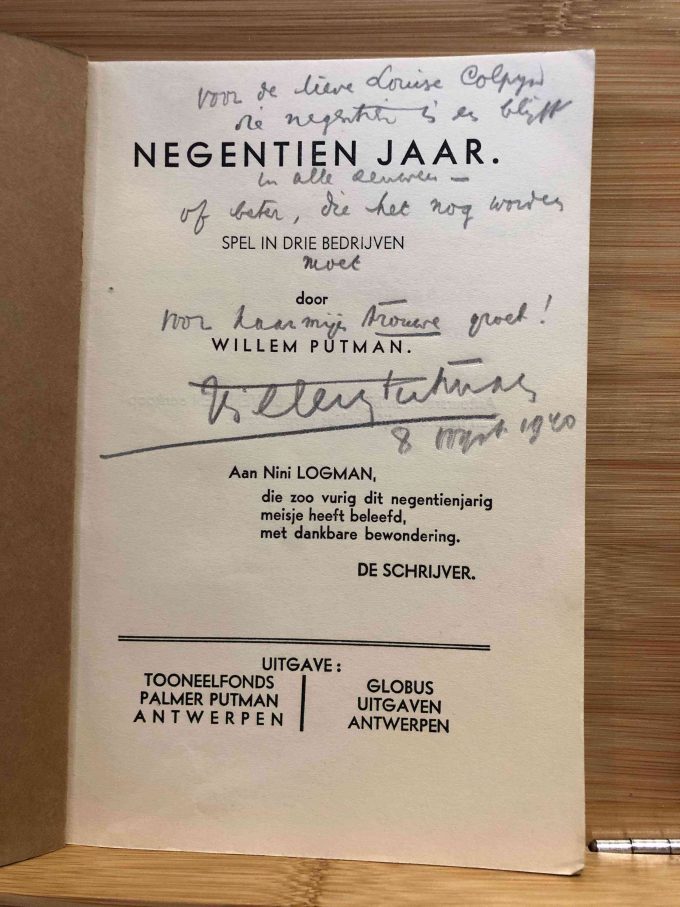 voor de lieve Louise Colpyn
die negentien is en blijft
NEGENTIEN JAAR.
in alle eeuwen —
of beter, die het nog worden
SPEL IN DRIE BEDRIJVEN
moet
door
voor haar mijn trouwe groet!
WILLEM PUTMAN.
Willem Putman
8 1940
Aan Nini LOGMAN,
die zoo vurig dit negentienjarig
meisje heeft beleefd,
met dankbare bewondering.
DE SCHRIJVER.
UITGAVE:
TOONEELFONDS
PALMER PUTMAN
ANTWERPEN
GLOBUS
UITGAVEN
ANTWERPEN